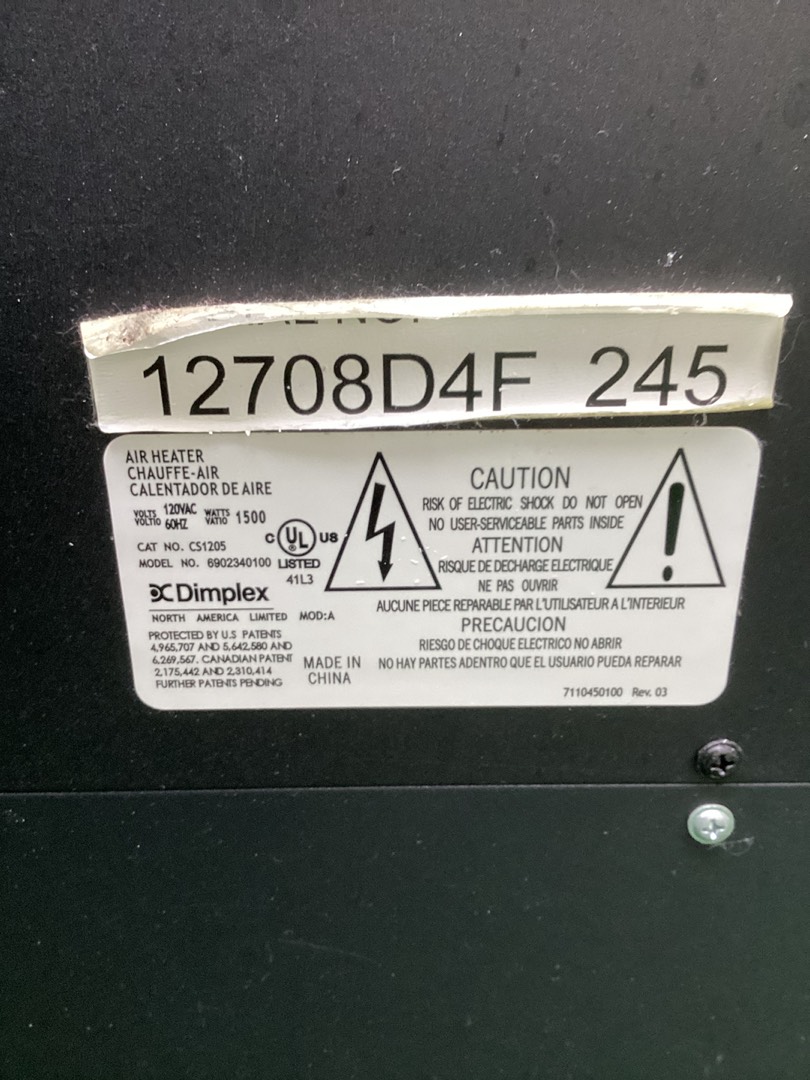 12708D4F 245
AIR HEATER
CHAUFFE-AIR
CALENTADOR DE AIRE
VOLTS VOLTIO 120VAC 60HZ WATTS VATIO 1500
CAT NO. CS1205
MODEL NO. 6902340100
C UL ® US
LISTED
41L3
Dimplex
NORTH AMERICA LIMITED MOD:A
PROTECTED BY U.S PATENTS
4,965,707 AND 5,642,580 AND
6,269,567. CANADIAN PATENT
2,175,442 AND 2,310,414
FURTHER PATENTS PENDING
MADE IN
CHINA
CAUTION
RISK OF ELECTRIC SHOCK DO NOT OPEN
NO USER-SERVICEABLE PARTS INSIDE
ATTENTION
RISQUE DE DECHARGE ELECTRIQUE
NE PAS OUVRIR
AUCUNE PIECE REPARABLE PAR L'UTILISATEUR A L'INTERIEUR
PRECAUCION
RIESGO DE CHOQUE ELECTRICO NO ABRIR
NO HAY PARTES ADENTRO QUE EL USUARIO PUEDA REPARAR
7110450100 Rev. 03